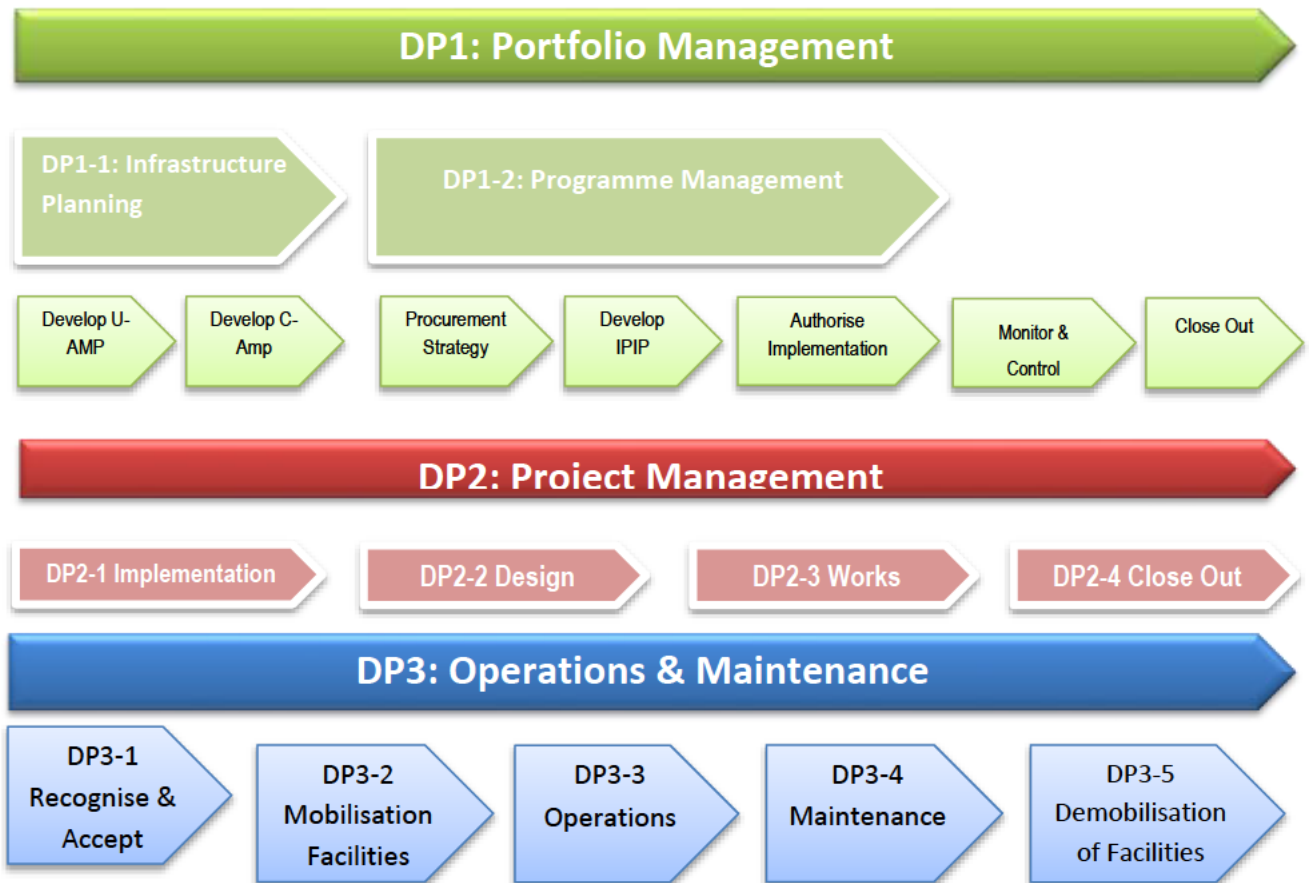 DP1: Portfolio Management
DP1-1: Infrastructure
Planning
DP1-2: Programme Management
Develop U-
AMP
Develop C-
Amp
Procurement
Strategy
Develop
IPIP
Authorise
Implementation
Monitor &
Control
Close Out
DP2: Project Management
DP2-1 Implementation
DP2-2 Design
DP2-3 Works
DP2-4 Close Out
DP3: Operations & Maintenance
DP3-1
Recognise &
Accept
DP3-2
Mobilisation
Facilities
DP3-3
Operations
DP3-4
Maintenance
DP3-5
Demobilisation
of Facilities